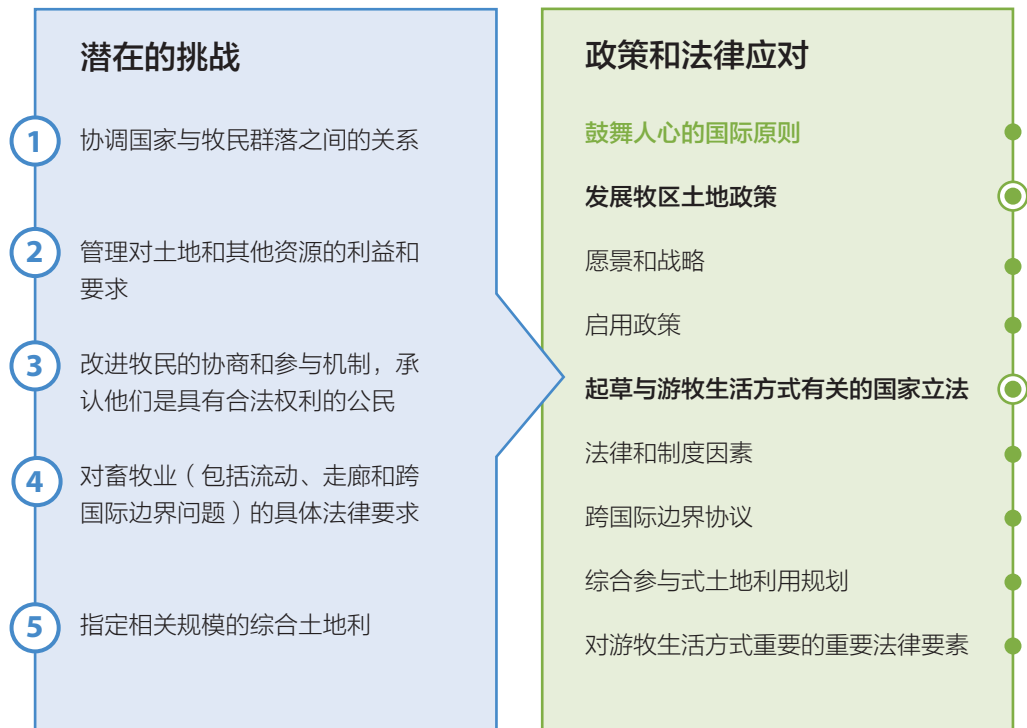 潜在的挑战
1
协调国家与牧民群落之间的关系
2
管理对土地和其他资源的利益和
要求
3
改进牧民的协商和参与机制，承
认他们是具有合法权利的公民
4
对畜牧业（包括流动、走廊和跨
国际边界问题）的具体法律要求
5
指定相关规模的综合土地利
政策和法律应对
鼓舞人心的国际原则
发展牧区土地政策
愿景和战略
启用政策
起草与游牧生活方式有关的国家立法
法律和制度因素
跨国际边界协议
综合参与式土地利用规划
对游牧生活方式重要的重要法律要素